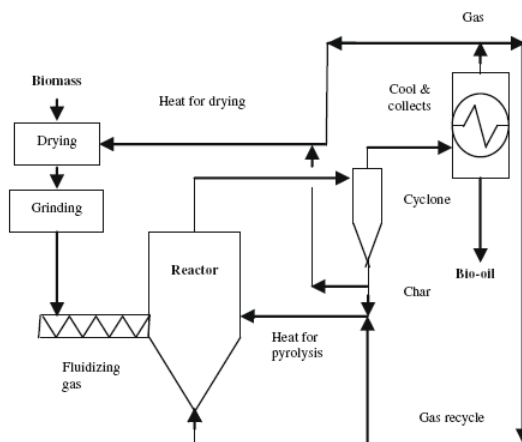 Gas
Biomass
Cool &
collects
Heat for drying
Drying
Grinding
Cyclone
Reactor
Bio-oil
Char
Heat for
pyrolysis
Fluidizing
gas
Gas recycle